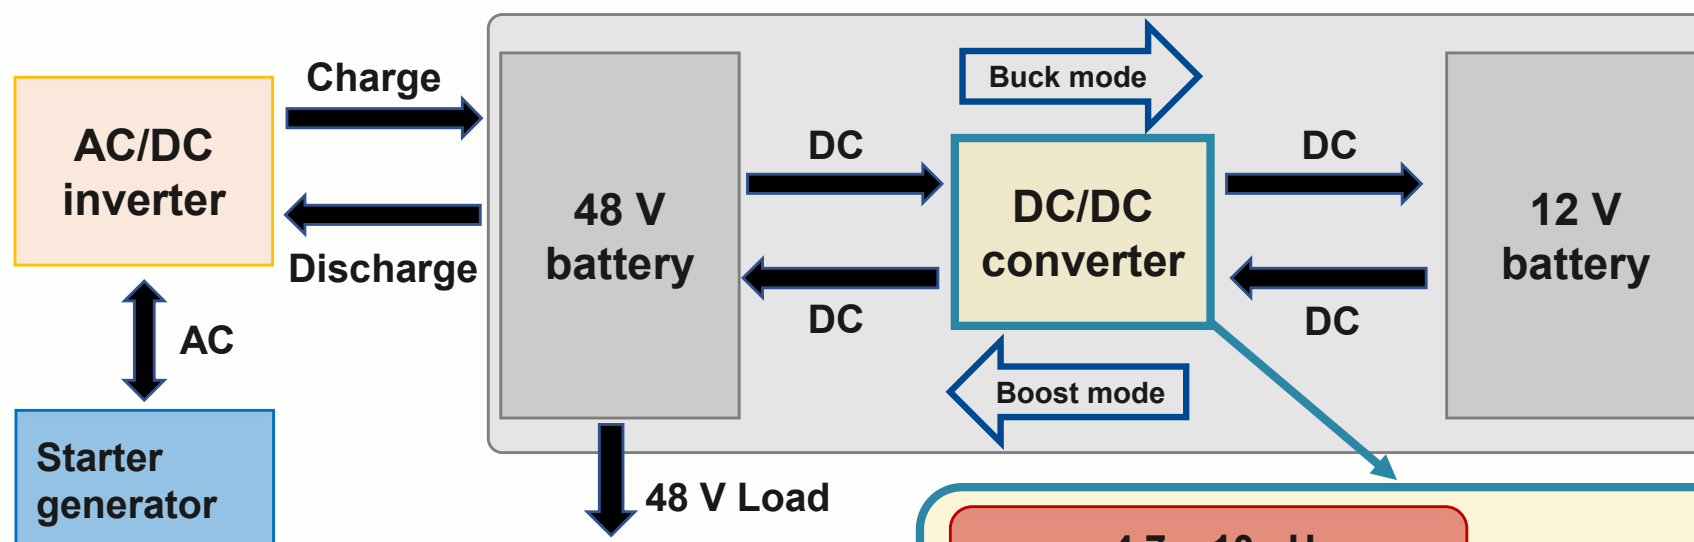 Charge
AC/DC
inverter
Discharge
AC
Starter
generator
48 V
battery
48 V Load
Buck mode
DC
DC
DC/DC
converter
DC
DC
Boost mode
12 V
battery